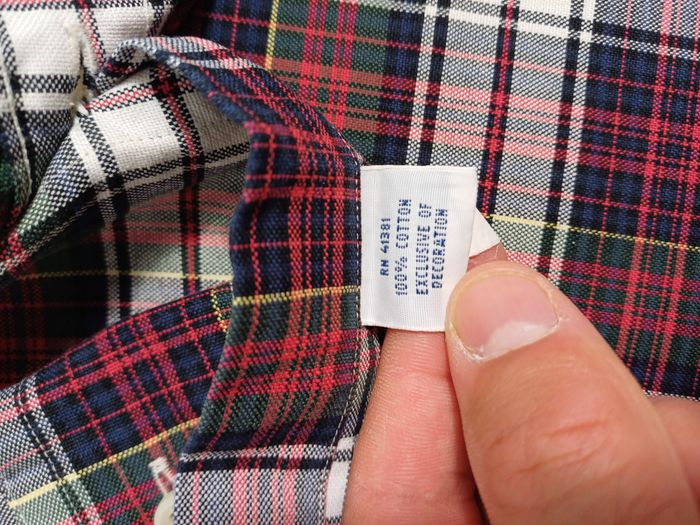 RN 41381
100% COTTON
EXCLUSIVE OF
DECORATION